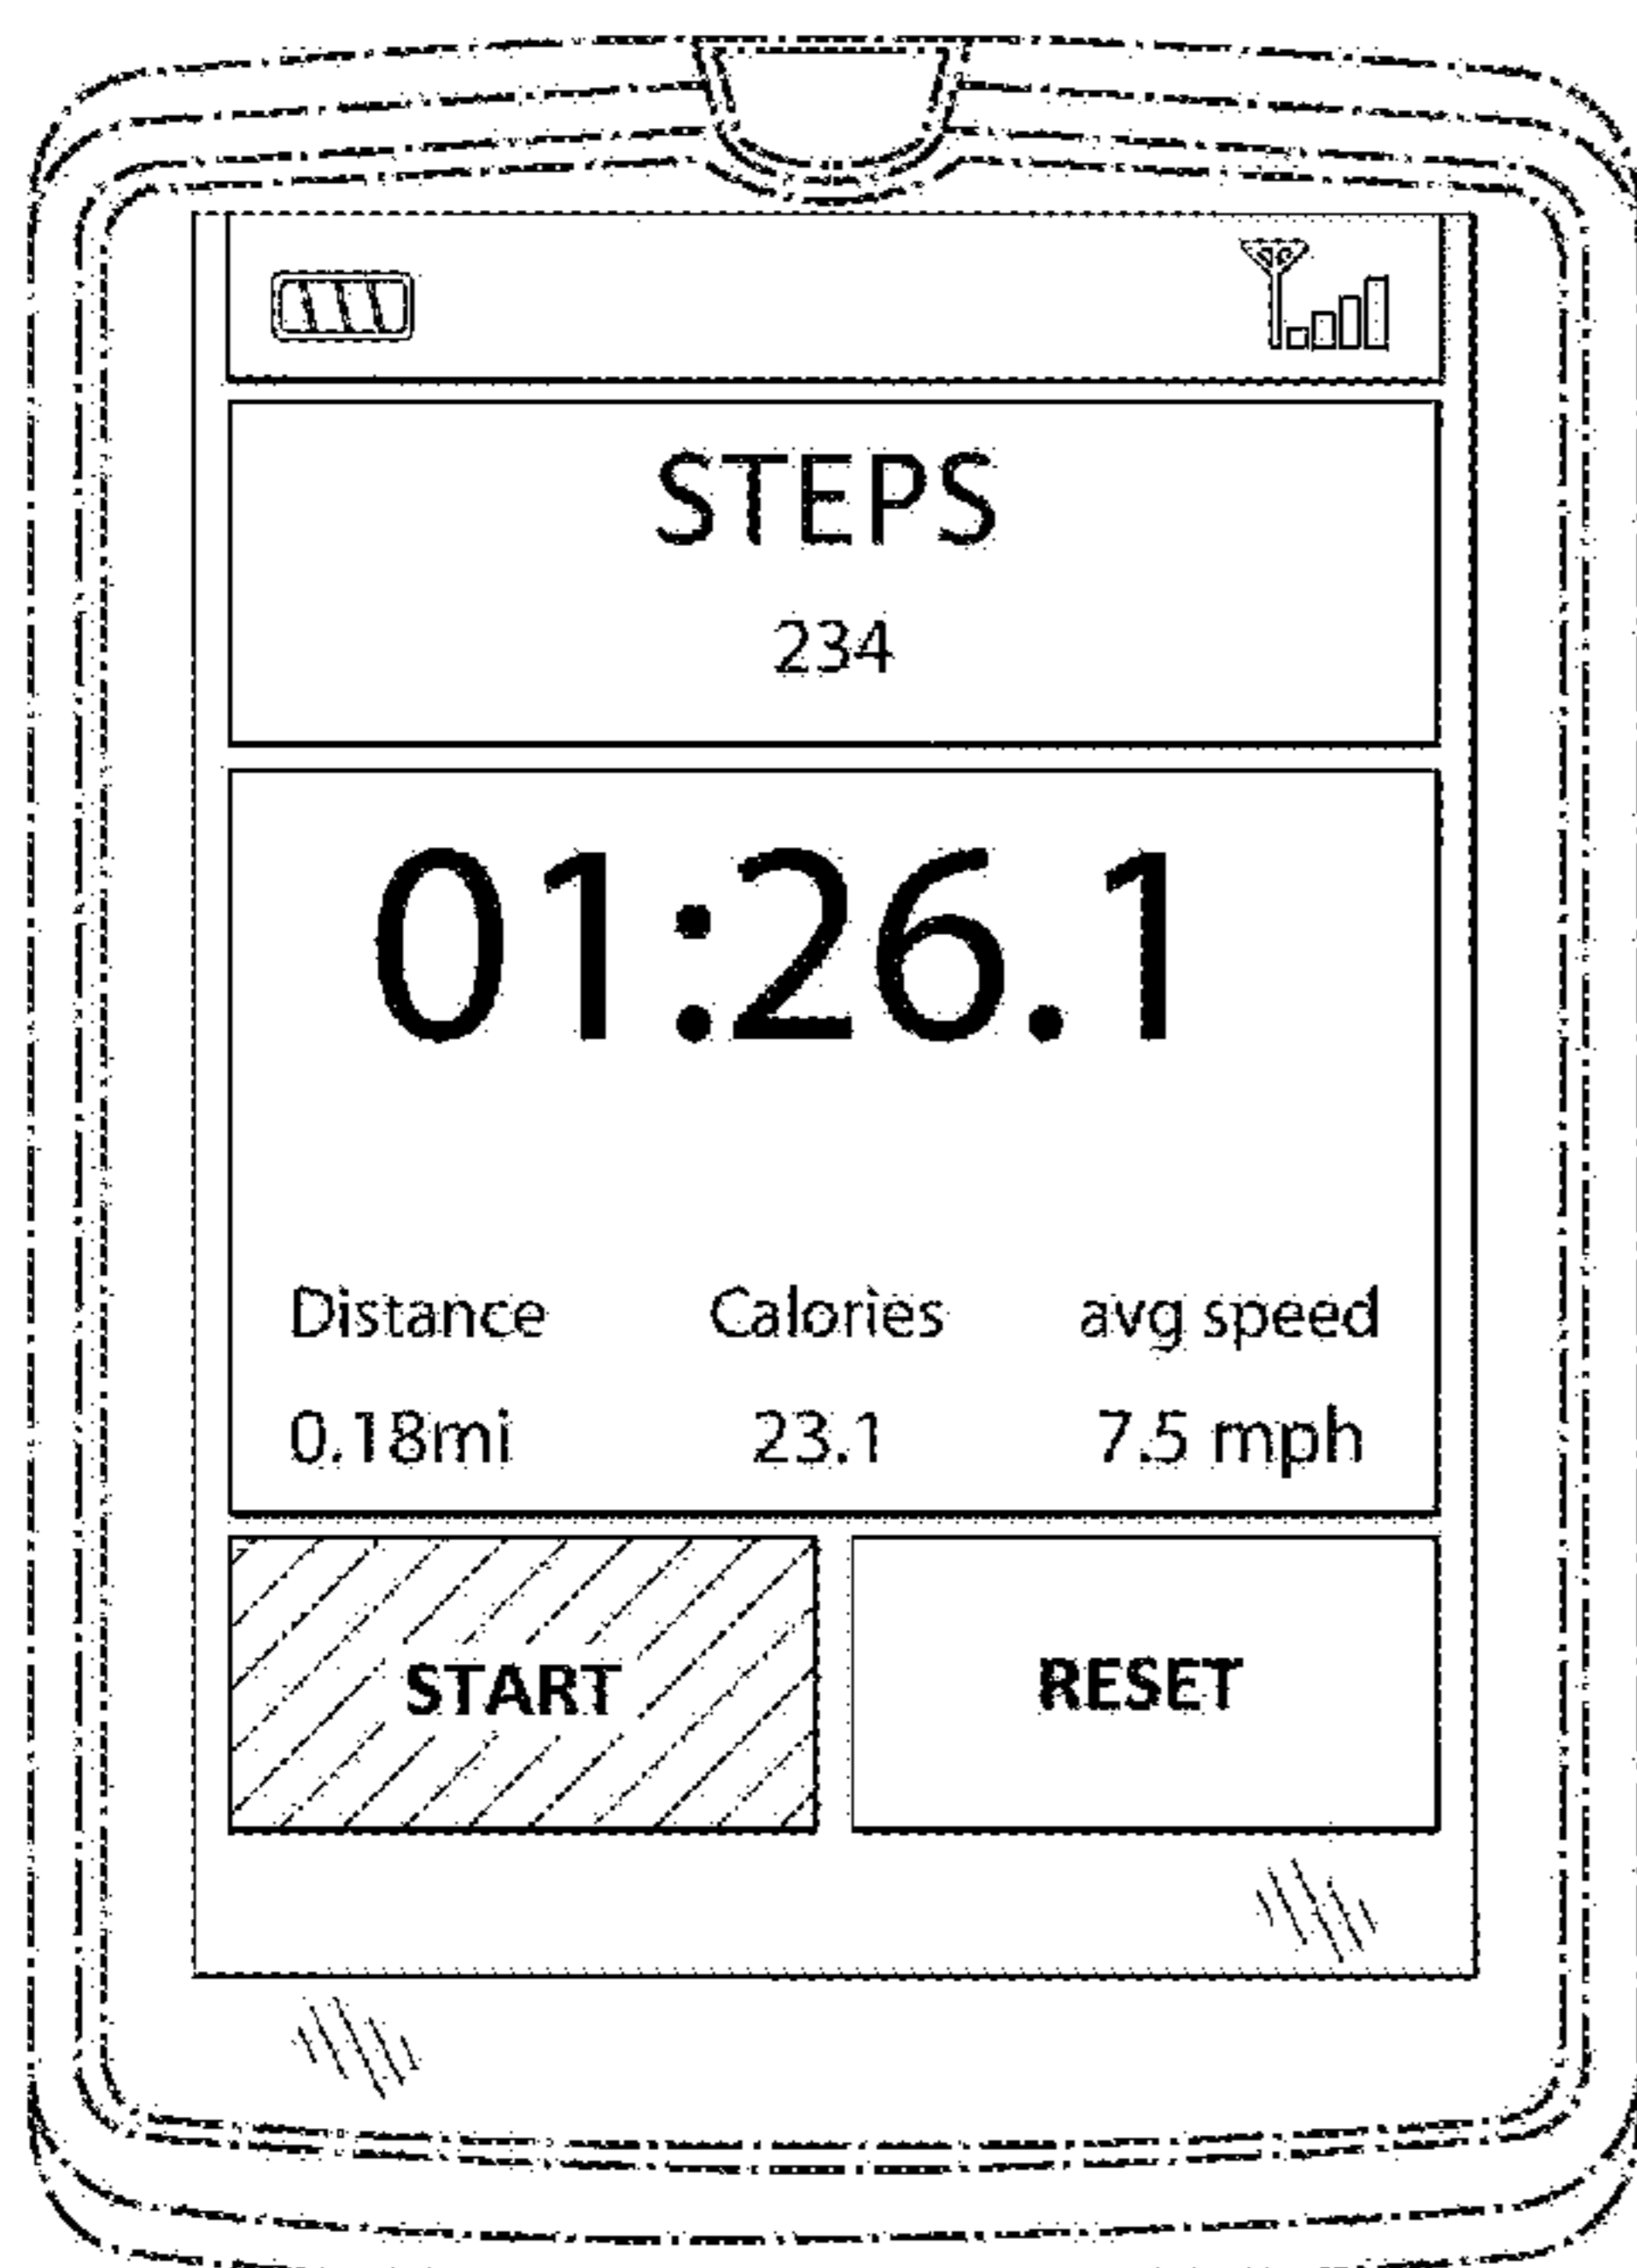 STEPS
234
01:26.1
Distance Calories avg speed
0.18mi 23.1 7.5 mph
START RESET